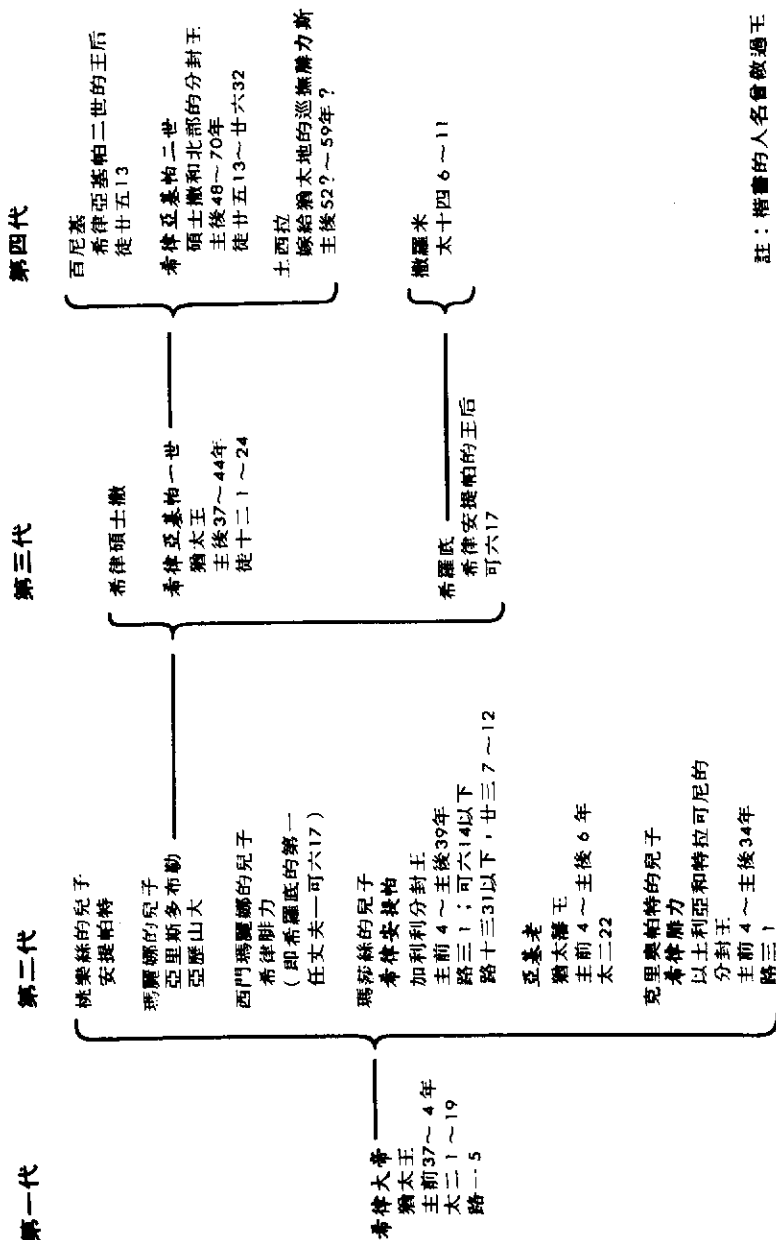 第一代
希律大帝
猶太王
主前37～4年
太二1～19
路一5
第二代
桃樂絲的兒子
安提帕特
瑪麗娜的兒子
亞里斯多布勒
亞歷山大
西門瑪麗娜的兒子
希律腓力
（即希羅底的第一
任丈夫—可六17）
瑪莎絲的兒子
希律安提帕
加利利分封王
主前4～主後39年
路三1；可六14以下
路十三31以下，廿三7～12
亞基老
猶太藩王
主前4～主後6年
太二22
克里奧帕特的兒子
希律腓力
以土利亞和特拉可尼的
分封王
主前4～主後34年
路三1
第三代
希律碩士撒
希律亞基帕一世
猶太王
主後37～44年
徒十二1～24
希羅底
希律安提帕的王后
可六17
第四代
百尼基
希律亞基帕二世的王后
徒廿五13
希律亞基帕二世
碩士撒和北部的分封王
主後48～70年
徒廿五13～廿六32
土西拉
嫁給猶太地的巡撫腓力斯
主後52?～59年?
撒羅米
太十四6～11
註：楷書的人名曾做過王